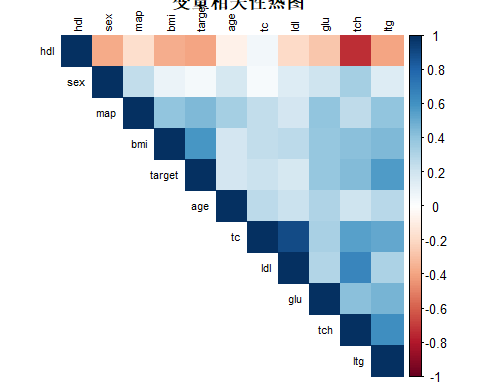 变量相关性热图
hdl sex map bmi target age tc ldl glu tch ltg
hdl
sex
map
bmi
target
age
tc
ldl
glu
tch
ltg
1
0.8
0.6
0.4
0.2
0
-0.2
-0.4
-0.6
-0.8
-1